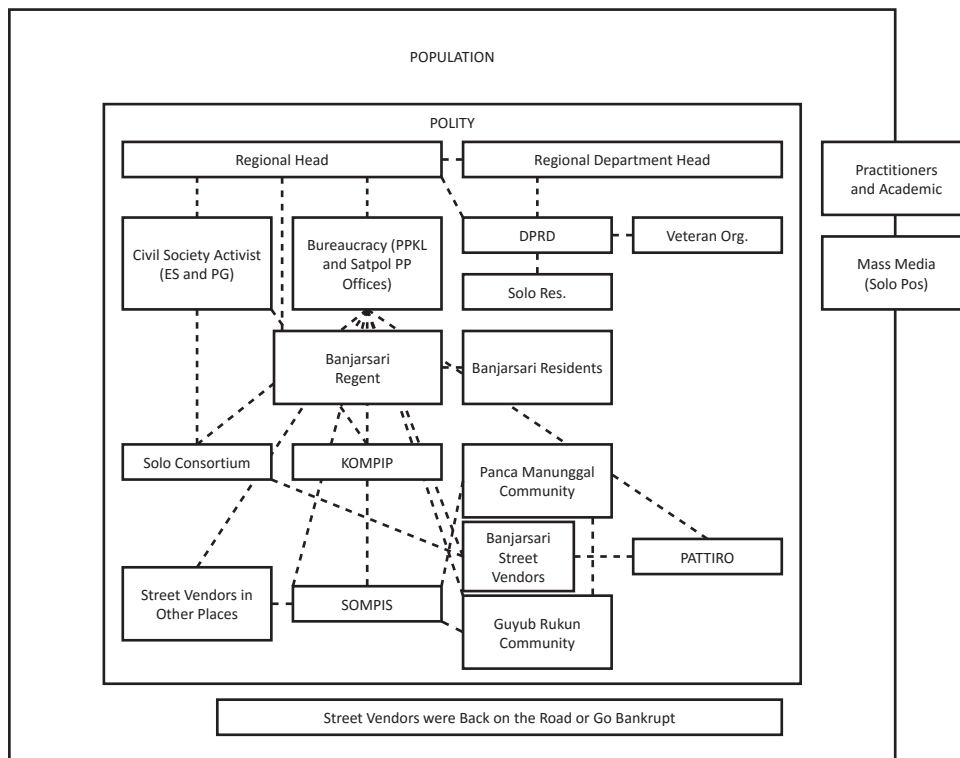 POPULATION
POLITY
Regional Head
Regional Department Head
Practitioners
and Academic
Civil Society Activist
(ES and PG)
Bureaucracy (PPKL
and Satpol PP
Offices)
DPRD
Veteran Org.
Mass Media
(Solo Pos)
Solo Res.
Banjarsari
Regent
Banjarsari Residents
Solo Consortium
KOMPIP
Panca Manunggal
Community
Banjarsari
Street
Vendors
PATTIRO
Street Vendors in
Other Places
SOMPIS
Guyub Rukun
Community
Street Vendors were Back on the Road or Go Bankrupt